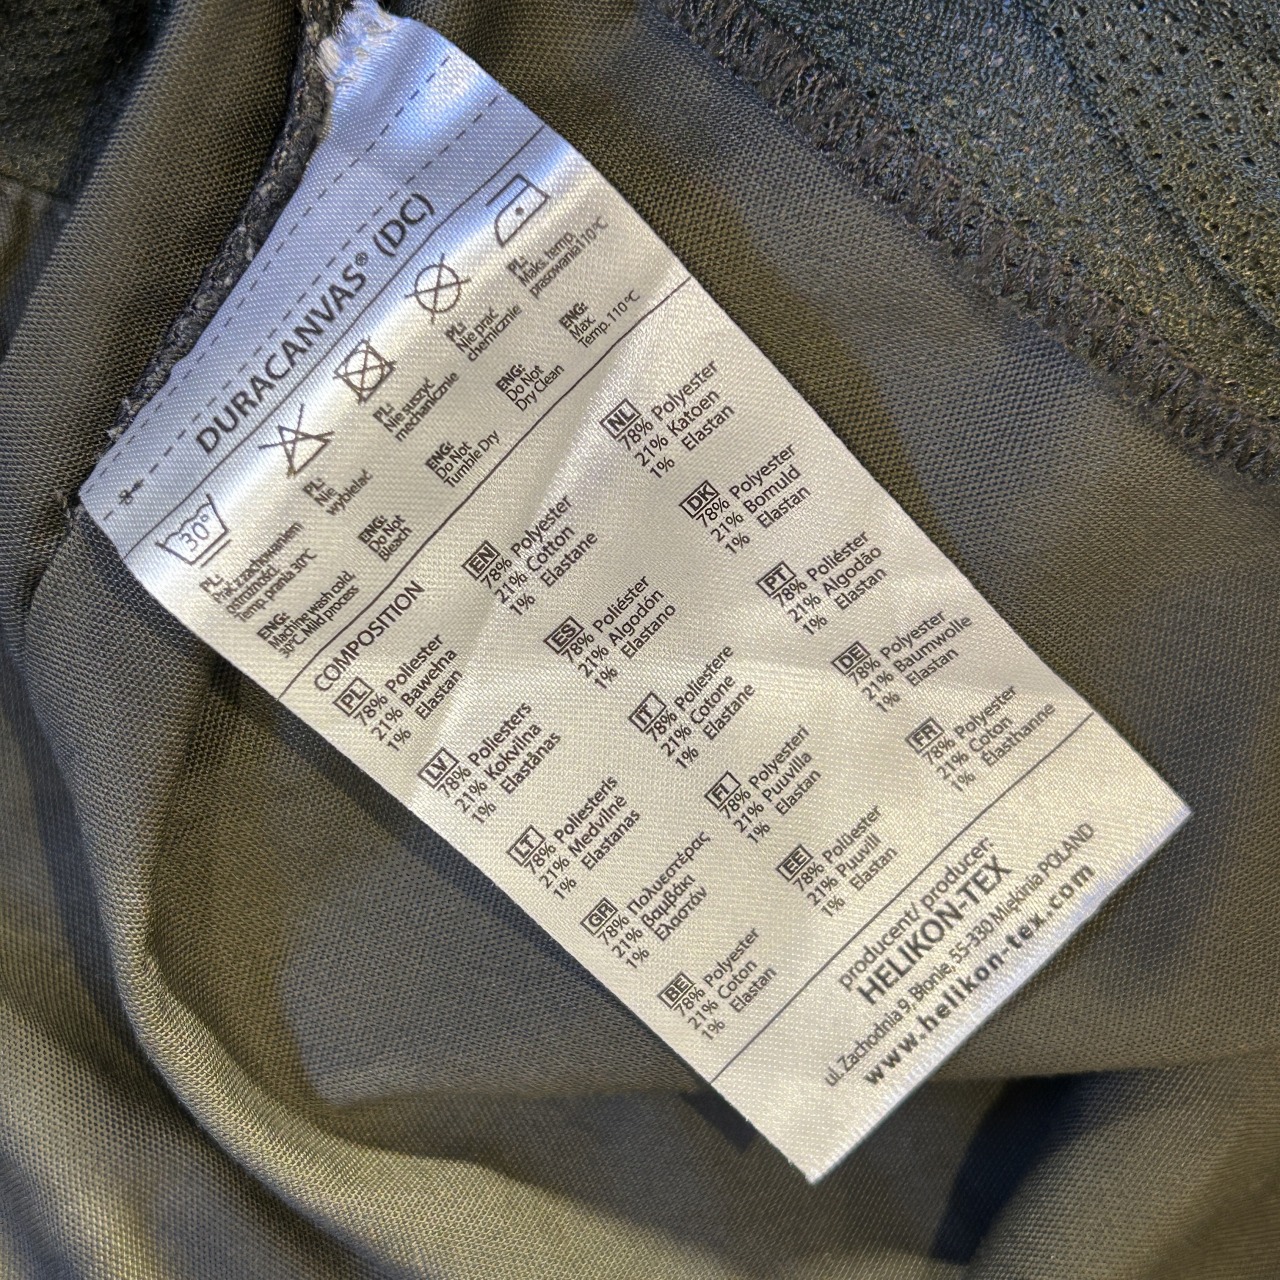 DURACANVAS® (DC)
30°
PL:
Prać z zachowaniem
ostrożności.
Temp. prania 30°C
ENG:
Machine wash cold.
30°C. Mild process
PL:
Nie
wybielać
ENG:
Do Not
Bleach
PL:
Nie suszyć
mechanicznie
ENG:
Do Not
Tumble Dry
PL:
Nie prać
chemicznie
ENG:
Do Not
Dry Clean
PL:
Maks. temp.
prasowania 110°C
ENG:
Max.
Temp. 110°C
COMPOSITION
PL
78% Poliester
21% Bawełna
1% Elastan
LV
78% Poliesters
21% Kokvilna
1% Elastānas
LT
78% Poliesteris
21% Medvilnė
1% Elastanas
GR
78% Πολυεστέρας
21% Βαμβάκι
1% Ελαστάν
BE
78% Polyester
21% Coton
1% Elastan
EN
78% Polyester
21% Cotton
1% Elastane
ES
78% Poliéster
21% Algodón
1% Elastano
IT
78% Poliestere
21% Cotone
1% Elastane
FI
78% Polyesteri
21% Puuvilla
1% Elastan
EE
78% Polüester
21% Puuvill
1% Elastan
NL
78% Polyester
21% Katoen
1% Elastan
DK
78% Polyester
21% Bomuld
1% Elastan
PT
78% Poliéster
21% Algodão
1% Elastan
DE
78% Polyester
21% Baumwolle
1% Elastan
FR
78% Polyester
21% Coton
1% Elasthanne
producent/ producer:
HELIKON-TEX
ul. Zachodnia 9, Błonie, 55-330 Miękinia POLAND
www.helikon-tex.com